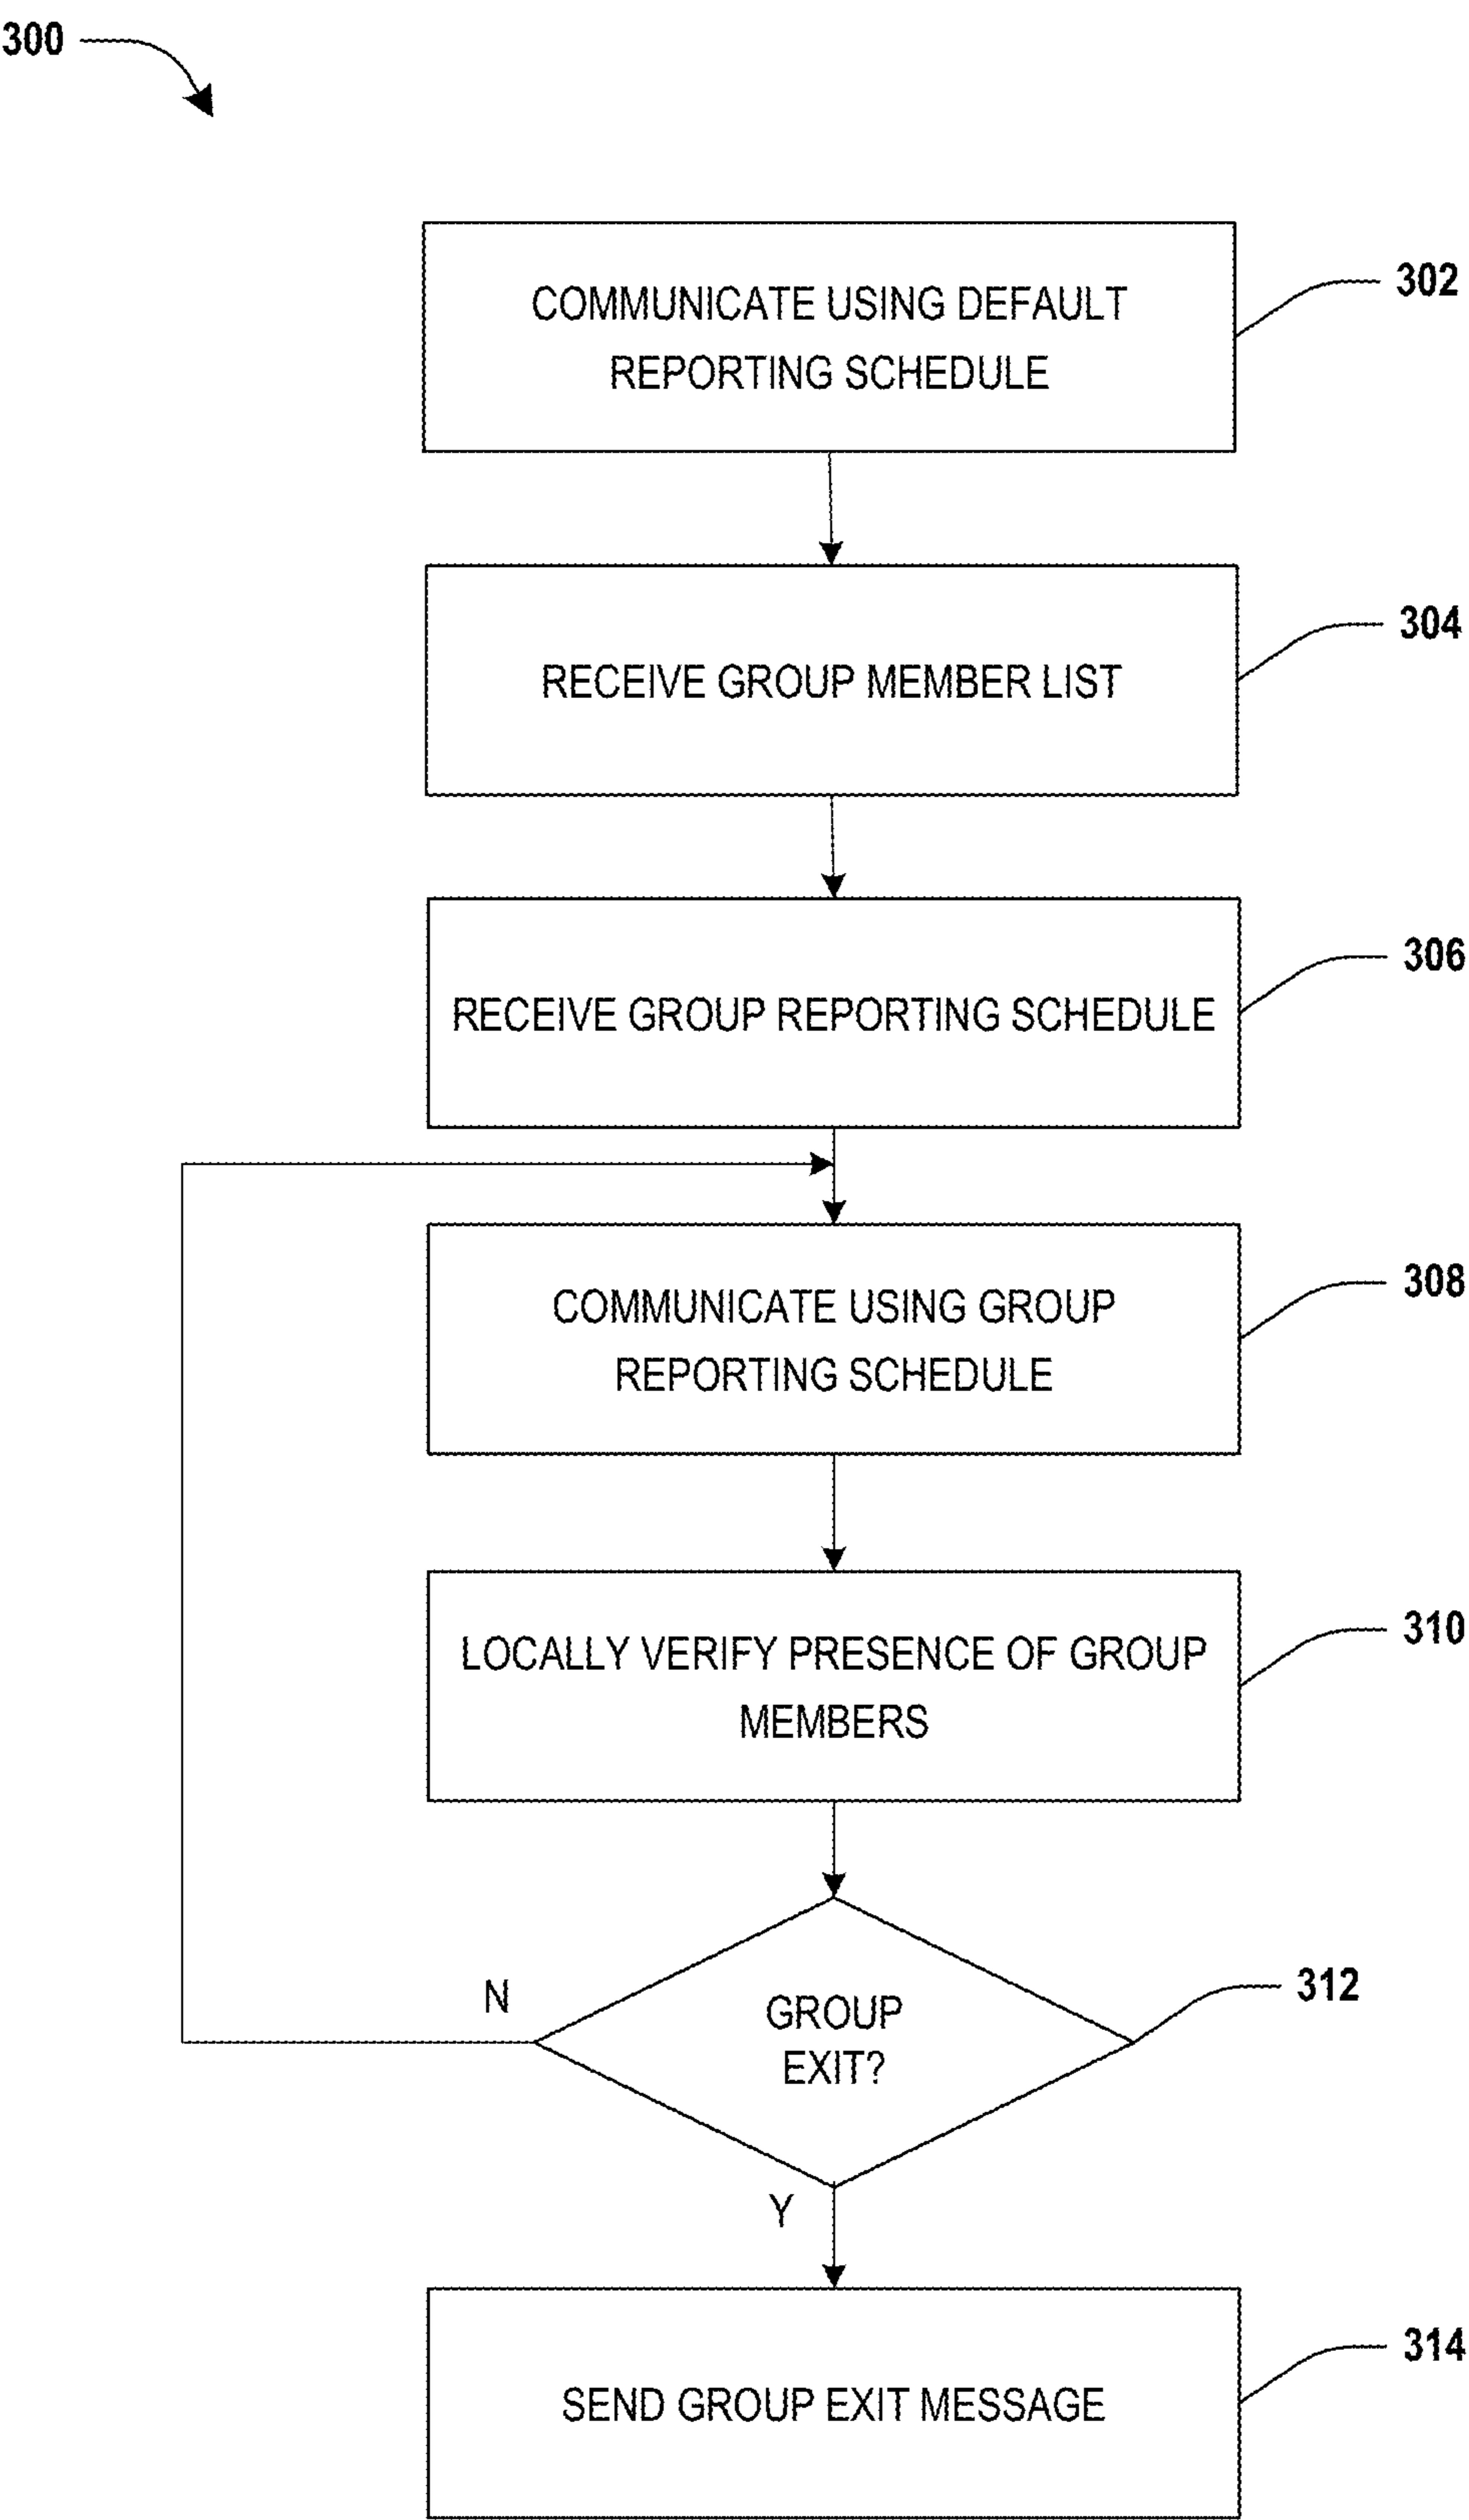 300
COMMUNICATE USING DEFAULT
REPORTING SCHEDULE
302
RECEIVE GROUP MEMBER LIST
304
RECEIVE GROUP REPORTING SCHEDULE
306
COMMUNICATE USING GROUP
REPORTING SCHEDULE
308
LOCALLY VERIFY PRESENCE OF GROUP
MEMBERS
310
N
GROUP
EXIT?
312
Y
SEND GROUP EXIT MESSAGE
314